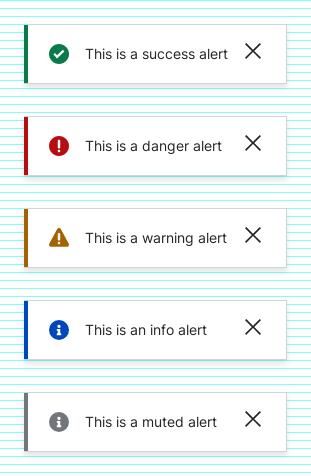 This is a success alert
This is a danger alert
This is a warning alert
This is an info alert
This is a muted alert